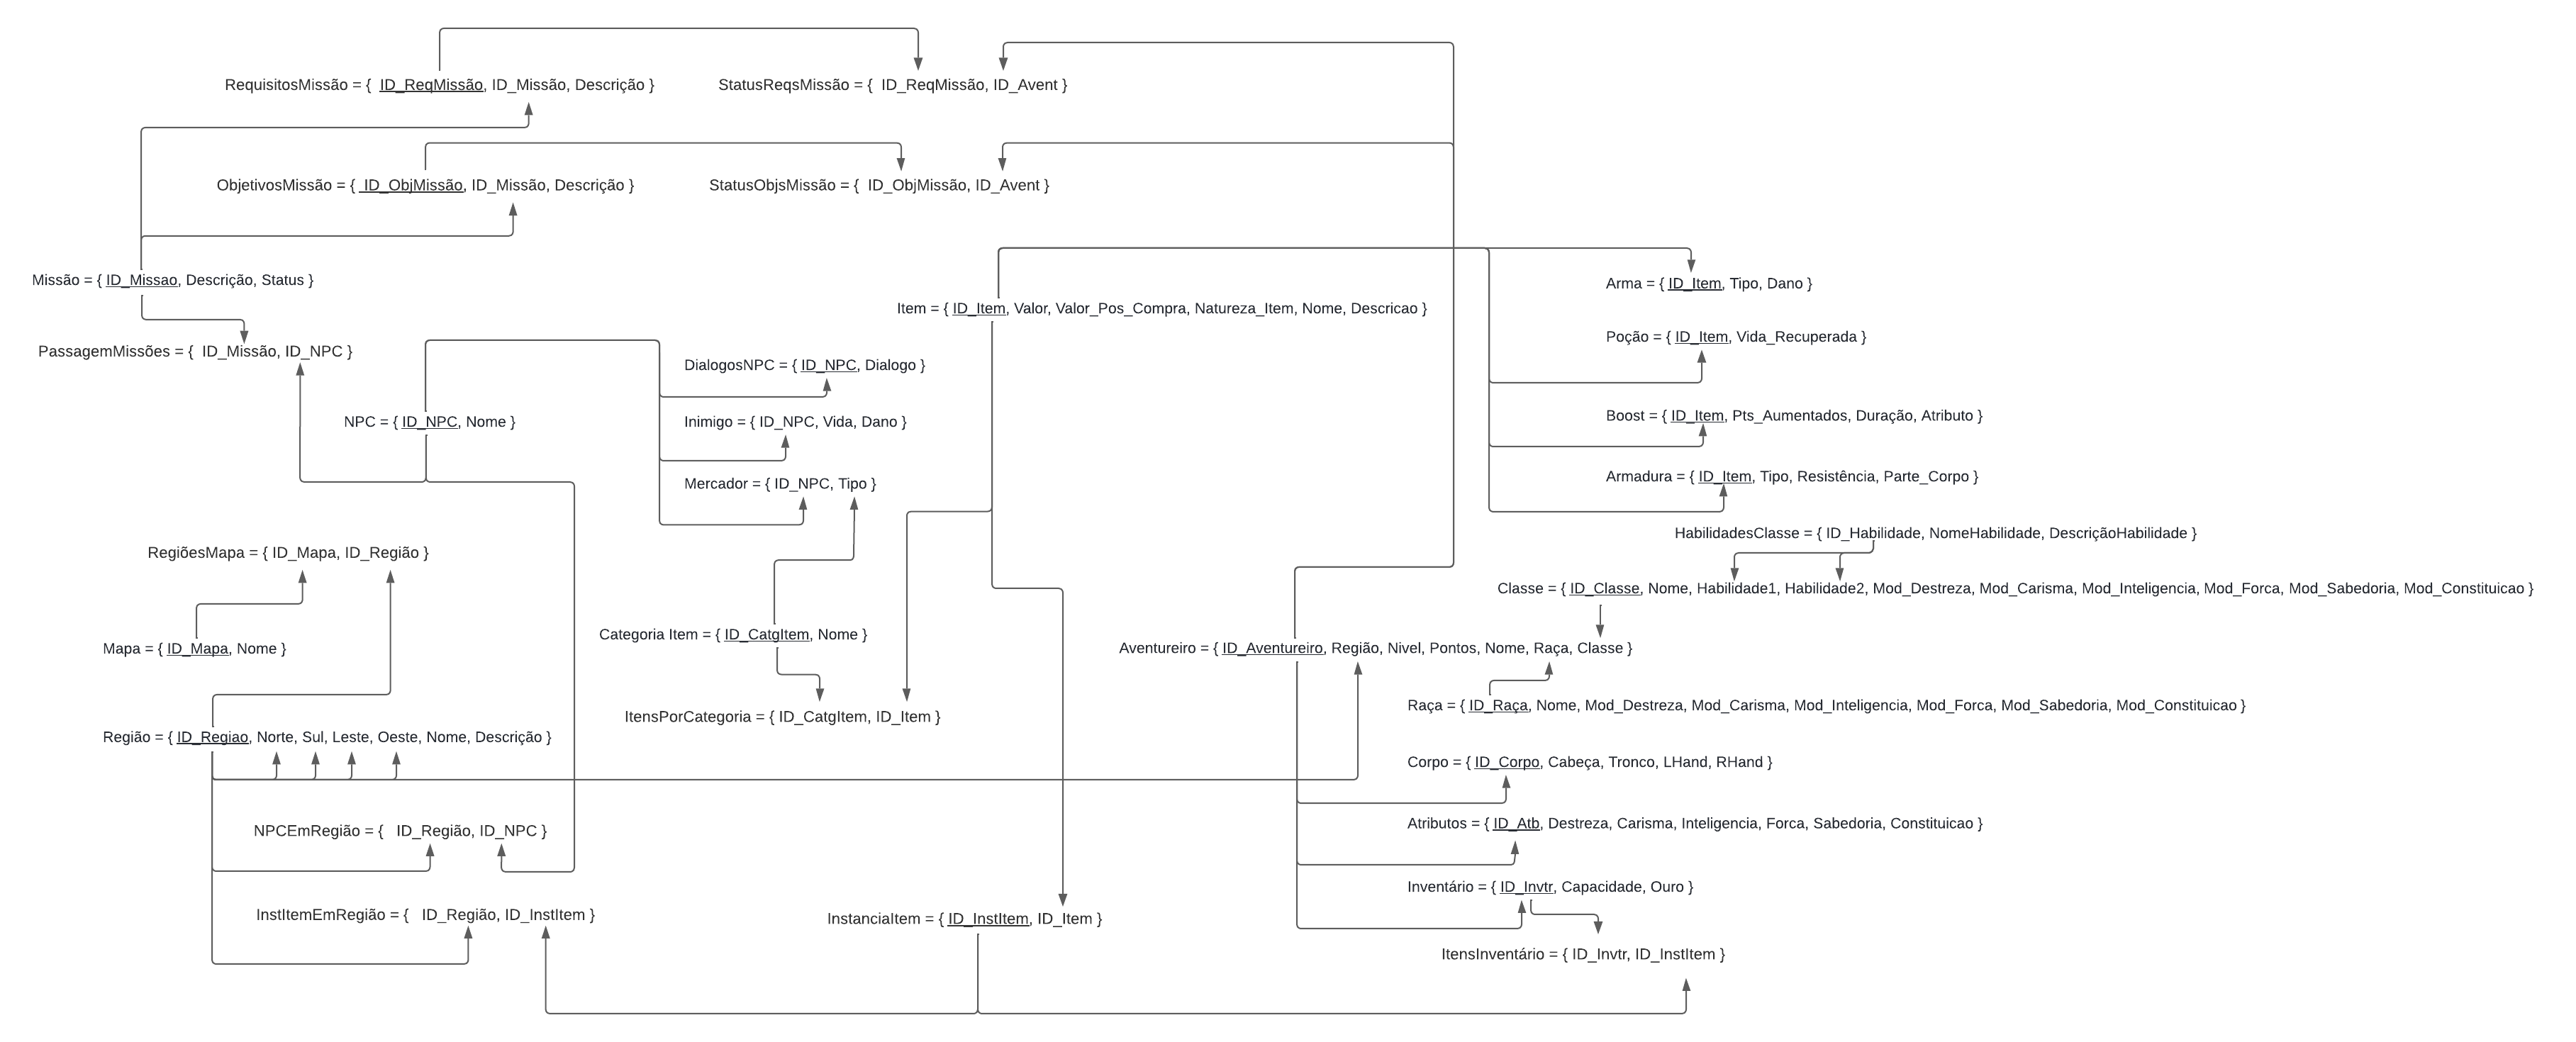 RequisitosMissão = {  ID_ReqMissão, ID_Missão, Descrição }
StatusReqsMissão = {  ID_ReqMissão, ID_Avent }
ObjetivosMissão = {  ID_ObjMissão, ID_Missão, Descrição }
StatusObjsMissão = {  ID_ObjMissão, ID_Avent }
Missão = { ID_Missao, Descrição, Status }
Arma = { ID_Item, Tipo, Dano }
Item = { ID_Item, Valor, Valor_Pos_Compra, Natureza_Item, Nome, Descricao }
Poção = { ID_Item, Vida_Recuperada }
PassagemMissões = {  ID_Missão, ID_NPC }
DialogosNPC = { ID_NPC, Dialogo }
Boost = { ID_Item, Pts_Aumentados, Duração, Atributo }
NPC = { ID_NPC, Nome }
Inimigo = { ID_NPC, Vida, Dano }
Armadura = { ID_Item, Tipo, Resistência, Parte_Corpo }
Mercador = { ID_NPC, Tipo }
HabilidadesClasse = { ID_Habilidade, NomeHabilidade, DescriçãoHabilidade }
RegiõesMapa = { ID_Mapa, ID_Região }
Classe = { ID_Classe, Nome, Habilidade1, Habilidade2, Mod_Destreza, Mod_Carisma, Mod_Inteligencia, Mod_Forca, Mod_Sabedoria, Mod_Constituicao }
Categoria Item = { ID_CatgItem, Nome }
Mapa = { ID_Mapa, Nome }
Aventureiro = { ID_Aventureiro, Região, Nivel, Pontos, Nome, Raça, Classe }
Raça = { ID_Raça, Nome, Mod_Destreza, Mod_Carisma, Mod_Inteligencia, Mod_Forca, Mod_Sabedoria, Mod_Constituicao }
ItensPorCategoria = { ID_CatgItem, ID_Item }
Região = { ID_Regiao, Norte, Sul, Leste, Oeste, Nome, Descrição }
Corpo = { ID_Corpo, Cabeça, Tronco, LHand, RHand }
Atributos = { ID_Atb, Destreza, Carisma, Inteligencia, Forca, Sabedoria, Constituicao }
NPCEmRegião = {   ID_Região, ID_NPC }
Inventário = { ID_Invtr, Capacidade, Ouro }
InstItemEmRegião = {   ID_Região, ID_InstItem }
InstanciaItem = { ID_InstItem, ID_Item }
ItensInventário = { ID_Invtr, ID_InstItem }